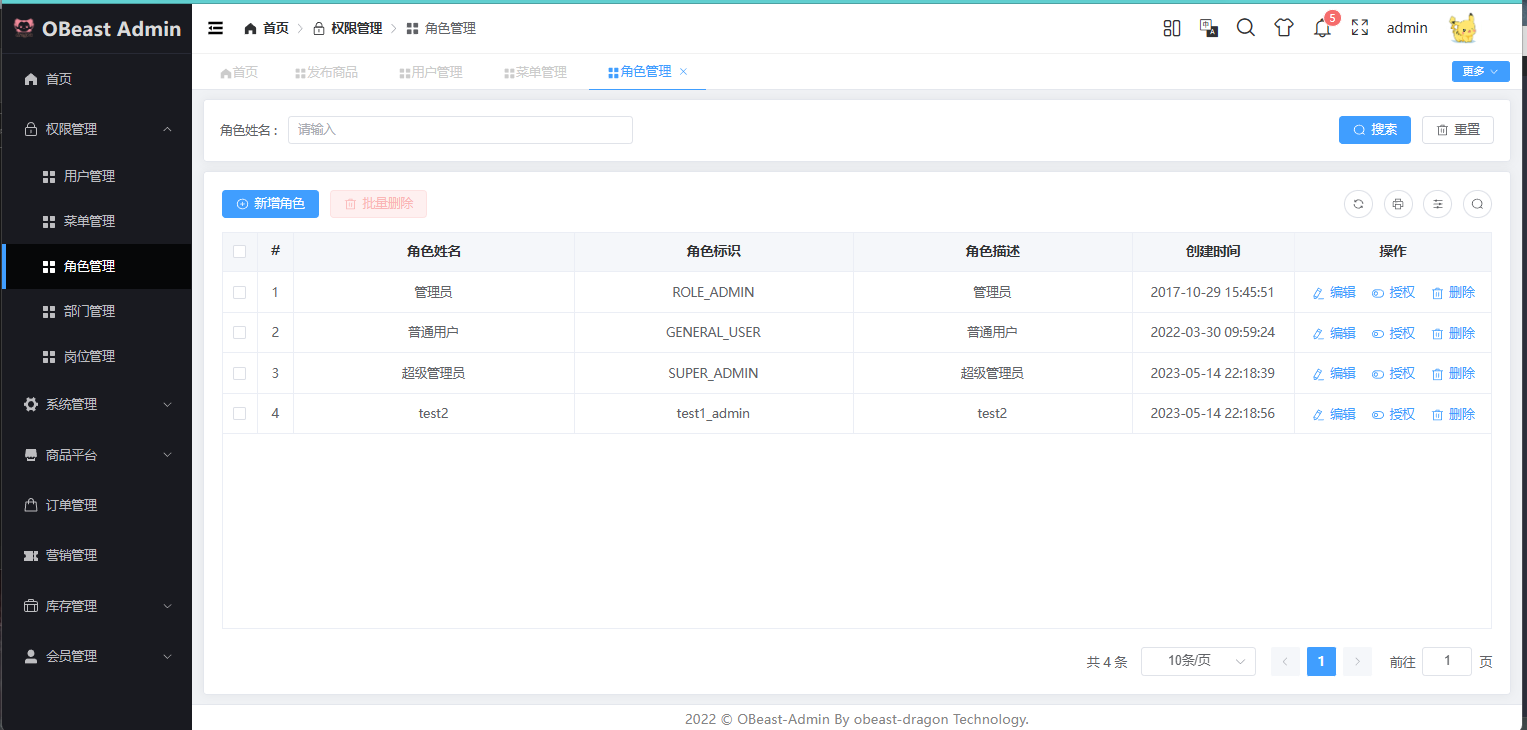 OBeast Admin
首页
权限管理
用户管理
菜单管理
角色管理
部门管理
岗位管理
系统管理
商品平台
订单管理
营销管理
库存管理
会员管理
首页 权限管理 角色管理
5
admin
首页 发布商品 用户管理 菜单管理 角色管理
更多
角色姓名 : 请输入 搜索 重置
新增角色 批量删除
# 角色姓名 角色标识 角色描述 创建时间 操作
1 管理员 ROLE_ADMIN 管理员 2017-10-29 15:45:51 编辑 授权 删除
2 普通用户 GENERAL_USER 普通用户 2022-03-30 09:59:24 编辑 授权 删除
3 超级管理员 SUPER_ADMIN 超级管理员 2023-05-14 22:18:39 编辑 授权 删除
4 test2 test1_admin test2 2023-05-14 22:18:56 编辑 授权 删除
共 4 条 10条/页 1 前往 1 页
2022 © OBeast-Admin By obeast-dragon Technology.